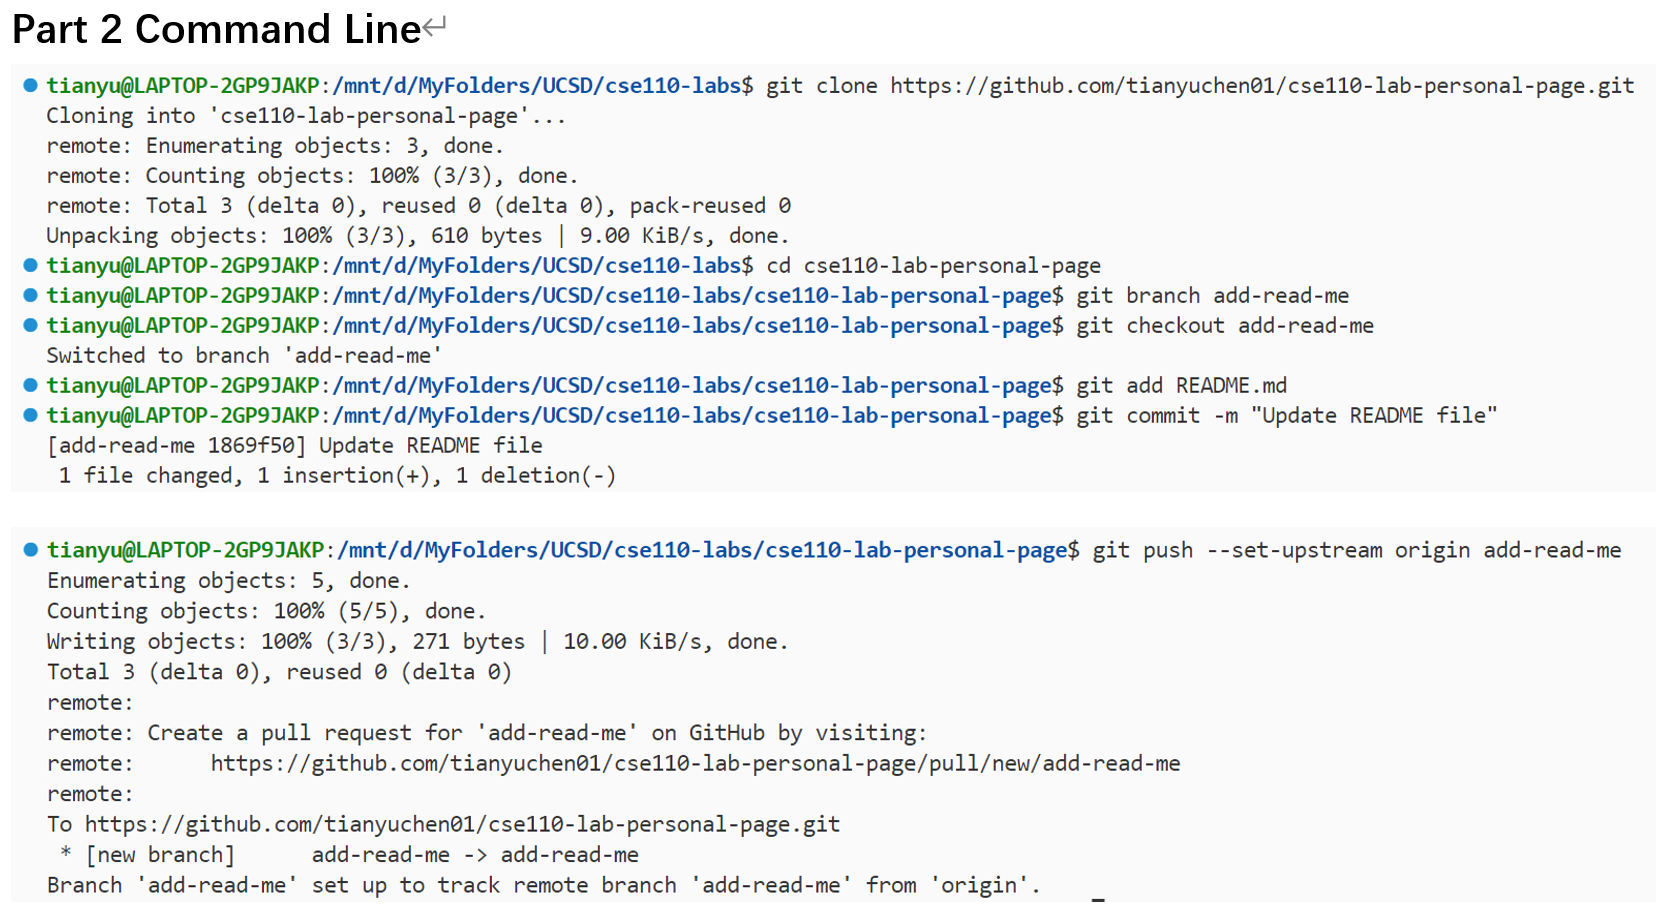 Part 2 Command Line↵
tianyu@LAPTOP-2GP9JAKP:/mnt/d/MyFolders/UCSD/cse110-labs$ git clone https://github.com/tianyuchen01/cse110-lab-personal-page.git
Cloning into 'cse110-lab-personal-page'...
remote: Enumerating objects: 3, done.
remote: Counting objects: 100% (3/3), done.
remote: Total 3 (delta 0), reused 0 (delta 0), pack-reused 0
Unpacking objects: 100% (3/3), 610 bytes | 9.00 KiB/s, done.
tianyu@LAPTOP-2GP9JAKP:/mnt/d/MyFolders/UCSD/cse110-labs$ cd cse110-lab-personal-page
tianyu@LAPTOP-2GP9JAKP:/mnt/d/MyFolders/UCSD/cse110-labs/cse110-lab-personal-page$ git branch add-read-me
tianyu@LAPTOP-2GP9JAKP:/mnt/d/MyFolders/UCSD/cse110-labs/cse110-lab-personal-page$ git checkout add-read-me
Switched to branch 'add-read-me'
tianyu@LAPTOP-2GP9JAKP:/mnt/d/MyFolders/UCSD/cse110-labs/cse110-lab-personal-page$ git add README.md
tianyu@LAPTOP-2GP9JAKP:/mnt/d/MyFolders/UCSD/cse110-labs/cse110-lab-personal-page$ git commit -m "Update README file"
[add-read-me 1869f50] Update README file
 1 file changed, 1 insertion(+), 1 deletion(-)
tianyu@LAPTOP-2GP9JAKP:/mnt/d/MyFolders/UCSD/cse110-labs/cse110-lab-personal-page$ git push --set-upstream origin add-read-me
Enumerating objects: 5, done.
Counting objects: 100% (5/5), done.
Writing objects: 100% (3/3), 271 bytes | 10.00 KiB/s, done.
Total 3 (delta 0), reused 0 (delta 0)
remote:
remote: Create a pull request for 'add-read-me' on GitHub by visiting:
remote:      https://github.com/tianyuchen01/cse110-lab-personal-page/pull/new/add-read-me
remote:
To https://github.com/tianyuchen01/cse110-lab-personal-page.git
 * [new branch]      add-read-me -> add-read-me
Branch 'add-read-me' set up to track remote branch 'add-read-me' from 'origin'.